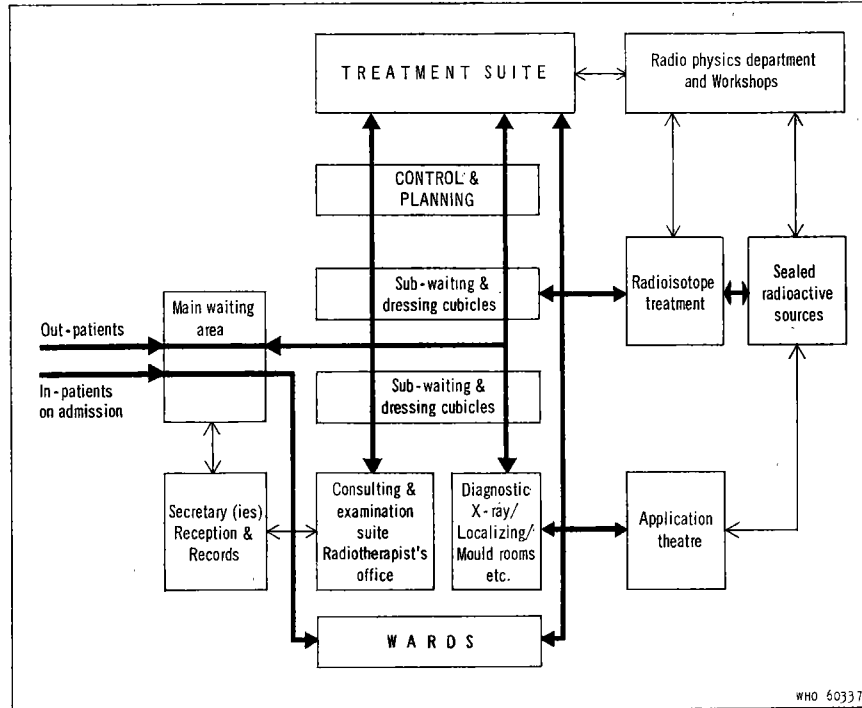 TREATMENT SUITE
Radio physics department
and Workshops
CONTROL &
PLANNING
Sub-waiting &
dressing cubicles
Radioisotope
treatment
Sealed
radioactive
sources
Main waiting
area
Out-patients
In-patients
on admission
Sub-waiting &
dressing cubicles
Secretary (ies)
Reception &
Records
Consulting &
examination
suite
Radiotherapist's
office
Diagnostic
X-ray/
Localizing/
Mould rooms
etc.
Application
theatre
WARDS
WHO 60337